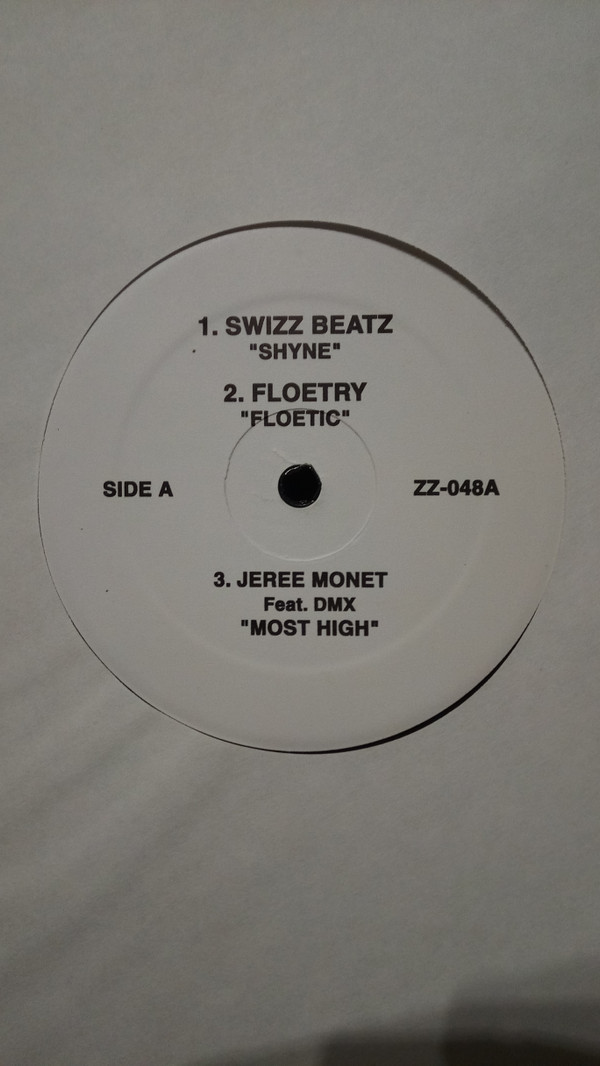 1. SWIZZ BEATZ
"SHYNE"
2. FLOETRY
"FLOETIC"
SIDE A
ZZ-048A
3. JEREE MONET
Feat. DMX
"MOST HIGH"